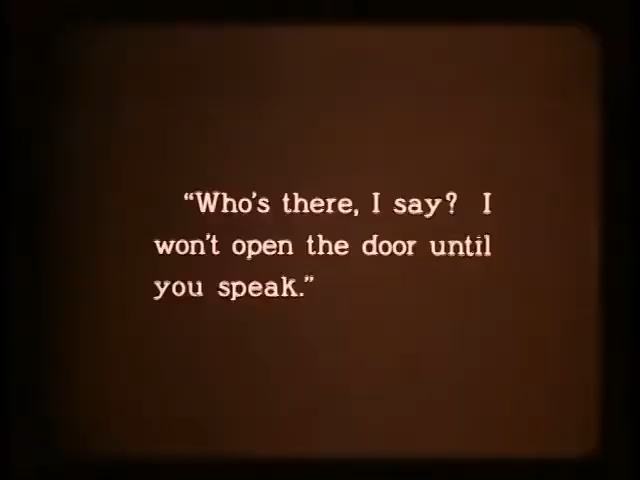 “Who's there, I say? I
won't open the door until
you speak.”